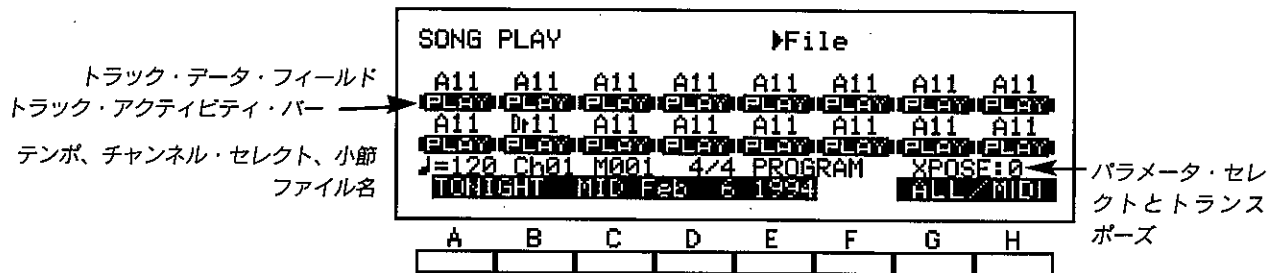 SONG PLAY ▶File
トラック・データ・フィールド
A11 A11 A11 A11 A11 A11 A11 A11
トラック・アクティビティ・バー
PLAY PLAY PLAY PLAY PLAY PLAY PLAY PLAY
A11 Dr11 A11 A11 A11 A11 A11 A11
PLAY PLAY PLAY PLAY PLAY PLAY PLAY PLAY
テンポ、チャンネル・セレクト、小節
♩=120 Ch01 M001 4/4 PROGRAM XPOSE:0
ファイル名
TONIGHT MID Feb 6 1994 ALL/MIDI
パラメータ・セレ
クトとトランス
ポーズ
A B C D E F G H